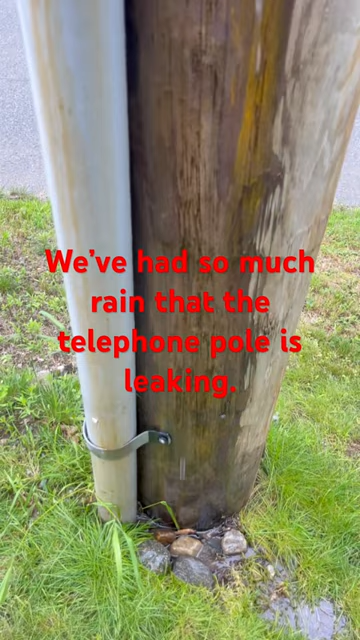 We’ve had so much
rain that the
telephone pole is
leaking.